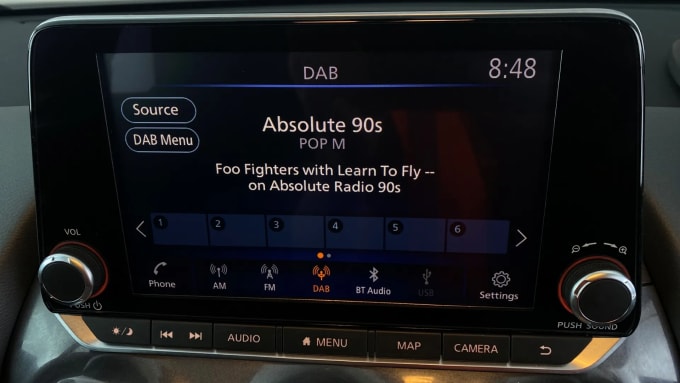 DAB
8:48
Source
DAB Menu
Absolute 90s
POP M
Foo Fighters with Learn To Fly --
on Absolute Radio 90s
1 2 3 4 5 6
Phone AM FM DAB BT Audio USB Settings
VOL
PUSH
PUSH SOUND
AUDIO MENU MAP CAMERA